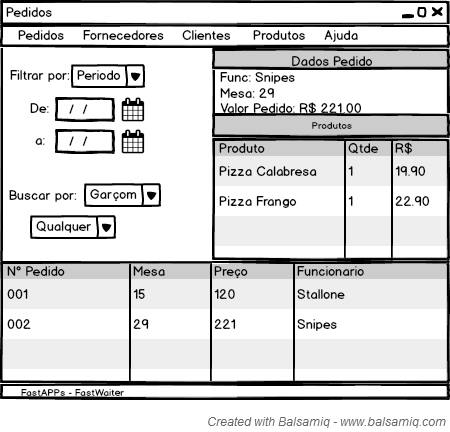 Pedidos
Pedidos Fornecedores Clientes Produtos Ajuda
Filtrar por: Periodo
De: / /
a: / /
Buscar por: Garçom
Qualquer
Dados Pedido
Func: Snipes
Mesa: 29
Valor Pedido: R$ 221.00
Produtos
Produto Qtde R$
Pizza Calabresa 1 19.90
Pizza Frango 1 22.90
Nº Pedido Mesa Preço Funcionario
001 15 120 Stallone
002 29 221 Snipes
FastAPPs - FastWaiter
Created with Balsamiq - www.balsamiq.com